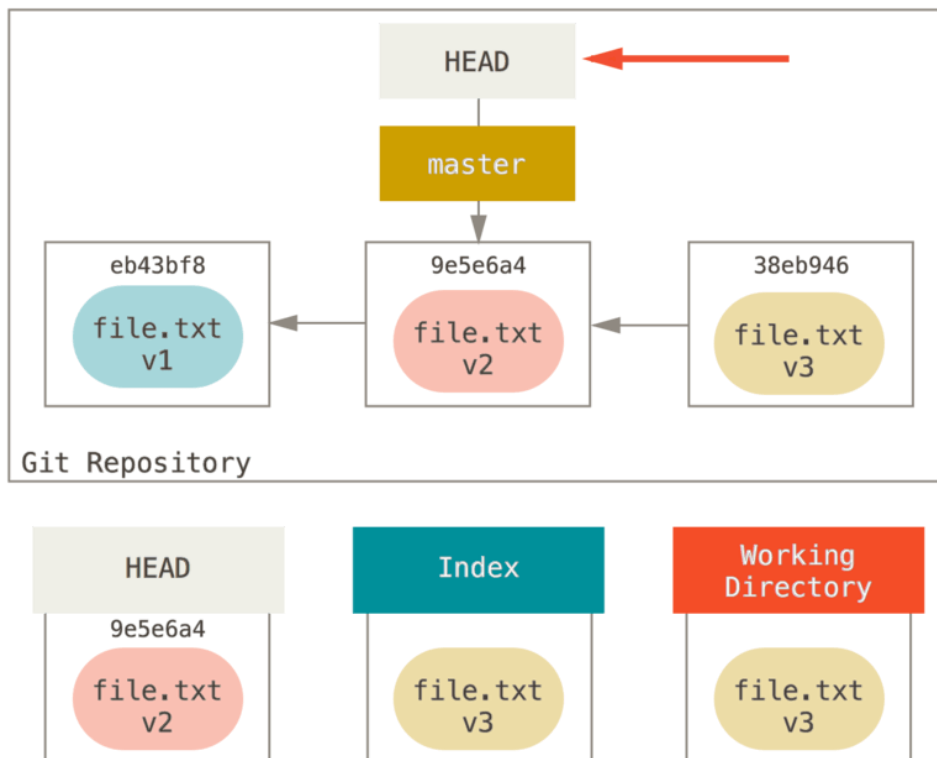 HEAD
master
eb43bf8
9e5e6a4
38eb946
file.txt
v1
file.txt
v2
file.txt
v3
Git Repository
HEAD
Index
Working
Directory
9e5e6a4
file.txt
v2
file.txt
v3
file.txt
v3